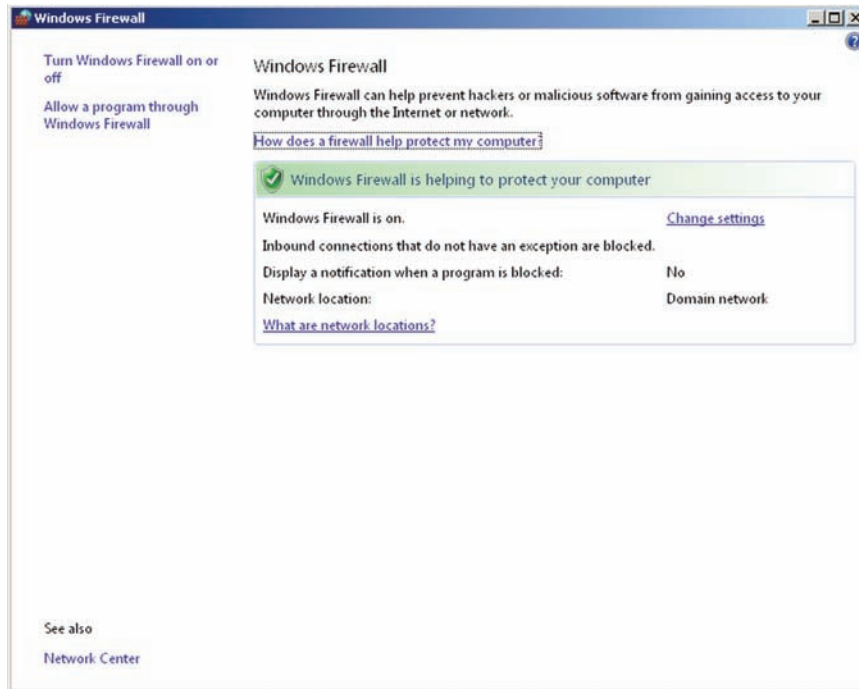 Windows Firewall
Turn Windows Firewall on or
off
Allow a program through
Windows Firewall
Windows Firewall
Windows Firewall can help prevent hackers or malicious software from gaining access to your
computer through the Internet or network.
How does a firewall help protect my computer?
Windows Firewall is helping to protect your computer
Windows Firewall is on. Change settings
Inbound connections that do not have an exception are blocked.
Display a notification when a program is blocked: No
Network location: Domain network
What are network locations?
See also
Network Center